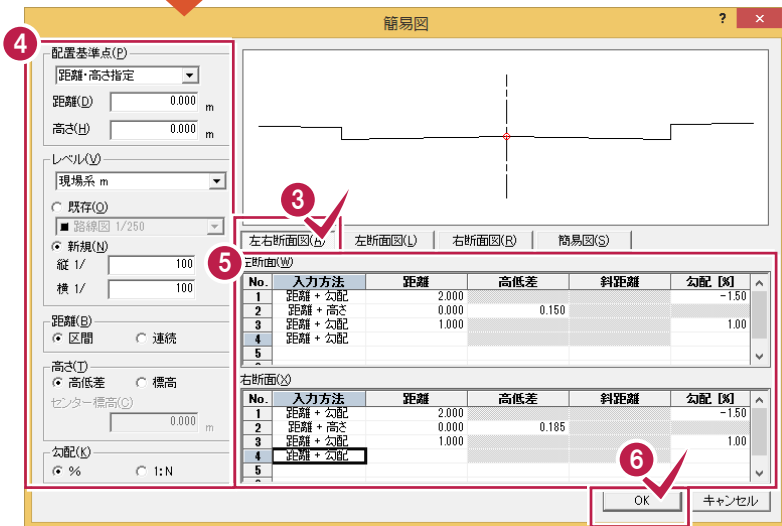 簡易図 ? ×
4
配置基準点(P)
距離・高さ指定
距離(D) 0.000 m
高さ(H) 0.000 m
レベル(V)
現場系 m
既存(O)
路線図 1/250
新規(N)
縦 1/ 100
横 1/ 100
距離(B)
区間 連続
高さ(T)
高低差 標高
センター標高(C)
0.000 m
勾配(K)
% 1:N
3
左右断面図 左断面図(L) 右断面図(R) 簡易図(S)
5
左断面(W)
No. 入力方法 距離 高低差 斜距離 勾配 [%]
1 距離 + 勾配 2.000 -1.50
2 距離 + 高さ 0.000 0.150
3 距離 + 勾配 1.000 1.00
4 距離 + 勾配
5
右断面(X)
No. 入力方法 距離 高低差 斜距離 勾配 [%]
1 距離 + 勾配 2.000 -1.50
2 距離 + 高さ 0.000 0.185
3 距離 + 勾配 1.000 1.00
4 距離 + 勾配
5
6
OK キャンセル